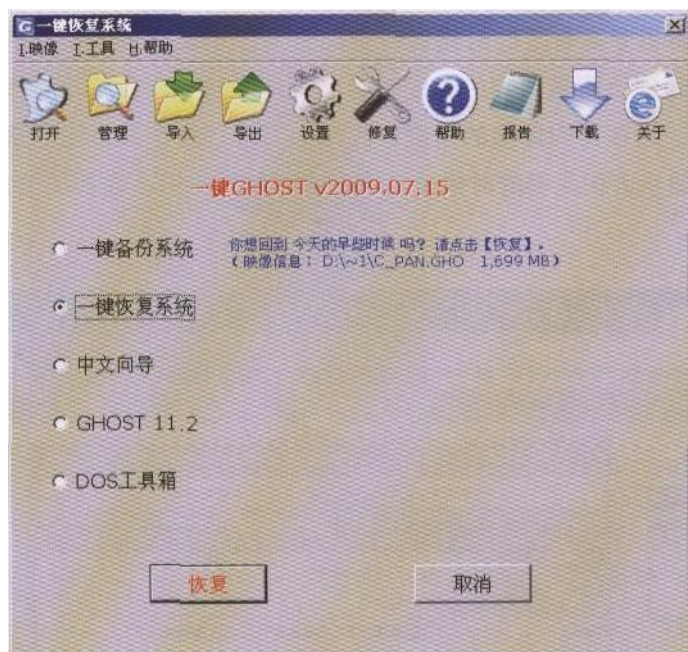 一键恢复系统
I.映像 I.工具 H.帮助
打开 管理 导入 导出 设置 修复 帮助 报告 下载 关于
一键GHOST v2009.07.15
一键备份系统
你想回到 今天的早些时候 吗? 请点击【恢复】.
(映像信息: D:\~1\C_PAN.GHO 1,699 MB)
一键恢复系统
中文向导
GHOST 11.2
DOS工具箱
恢复 取消